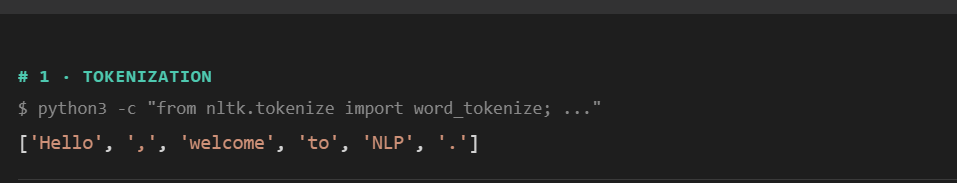 # 1 · TOKENIZATION
$ python3 -c "from nltk.tokenize import word_tokenize; ..."
['Hello', ',', 'welcome', 'to', 'NLP', '.']